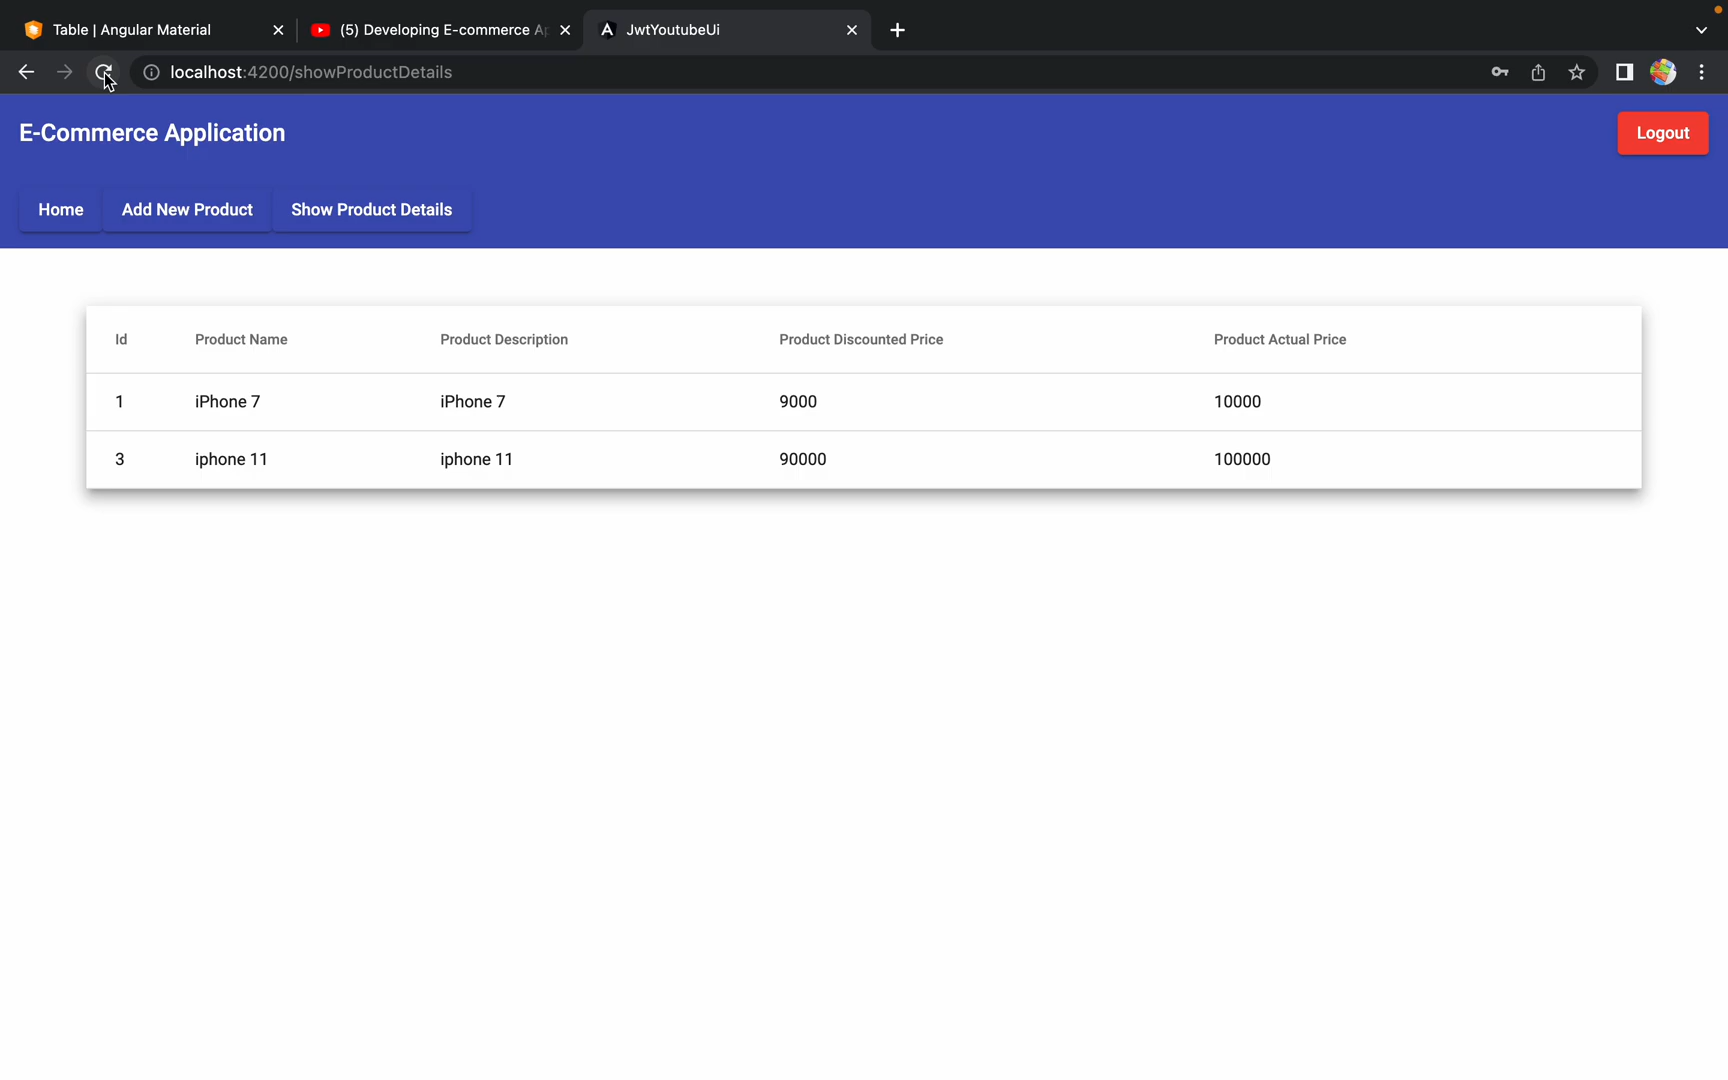 Table | Angular Material
(5) Developing E-commerce Ap
JwtYoutubeUi
localhost:4200/showProductDetails
E-Commerce Application
Logout
Home
Add New Product
Show Product Details
Id Product Name Product Description Product Discounted Price Product Actual Price
1 iPhone 7 iPhone 7 9000 10000
3 iphone 11 iphone 11 90000 100000